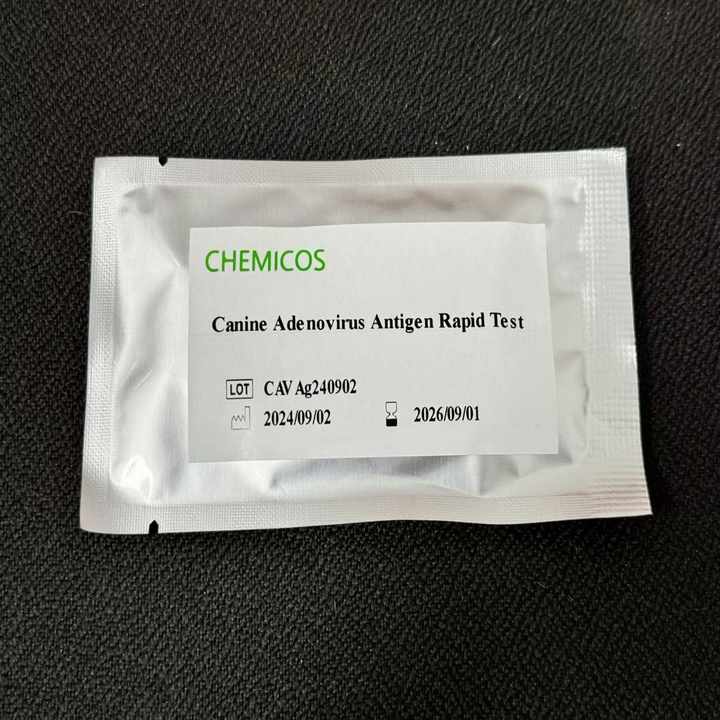 CHEMICOS
Canine Adenovirus Antigen Rapid Test
LOT CAV Ag240902
2024/09/02 2026/09/01